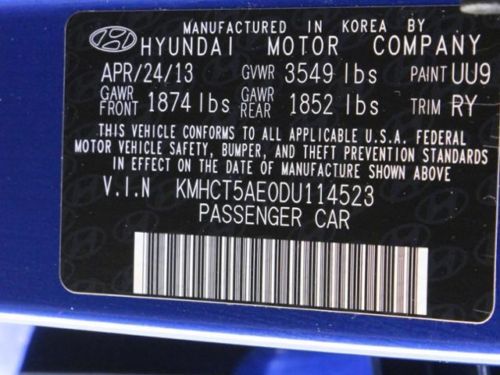 MANUFACTURED IN KOREA BY
HYUNDAI MOTOR COMPANY
APR/24/13 GVWR 3549 lbs PAINT UU9
GAWR FRONT 1874 lbs GAWR REAR 1852 lbs TRIM RY
THIS VEHICLE CONFORMS TO ALL APPLICABLE U.S.A. FEDERAL
MOTOR VEHICLE SAFETY, BUMPER, AND THEFT PREVENTION STANDARDS
IN EFFECT ON THE DATE OF MANUFACTURE SHOWN ABOVE.
V.I.N KMHCT5AE0DU114523
PASSENGER CAR